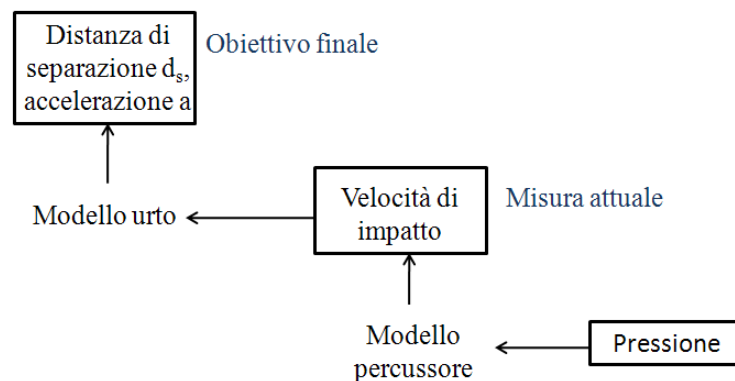 Distanza di
separazione dₛ,
accelerazione a
Obiettivo finale
Modello urto
Velocità di
impatto
Misura attuale
Modello
percussore
Pressione